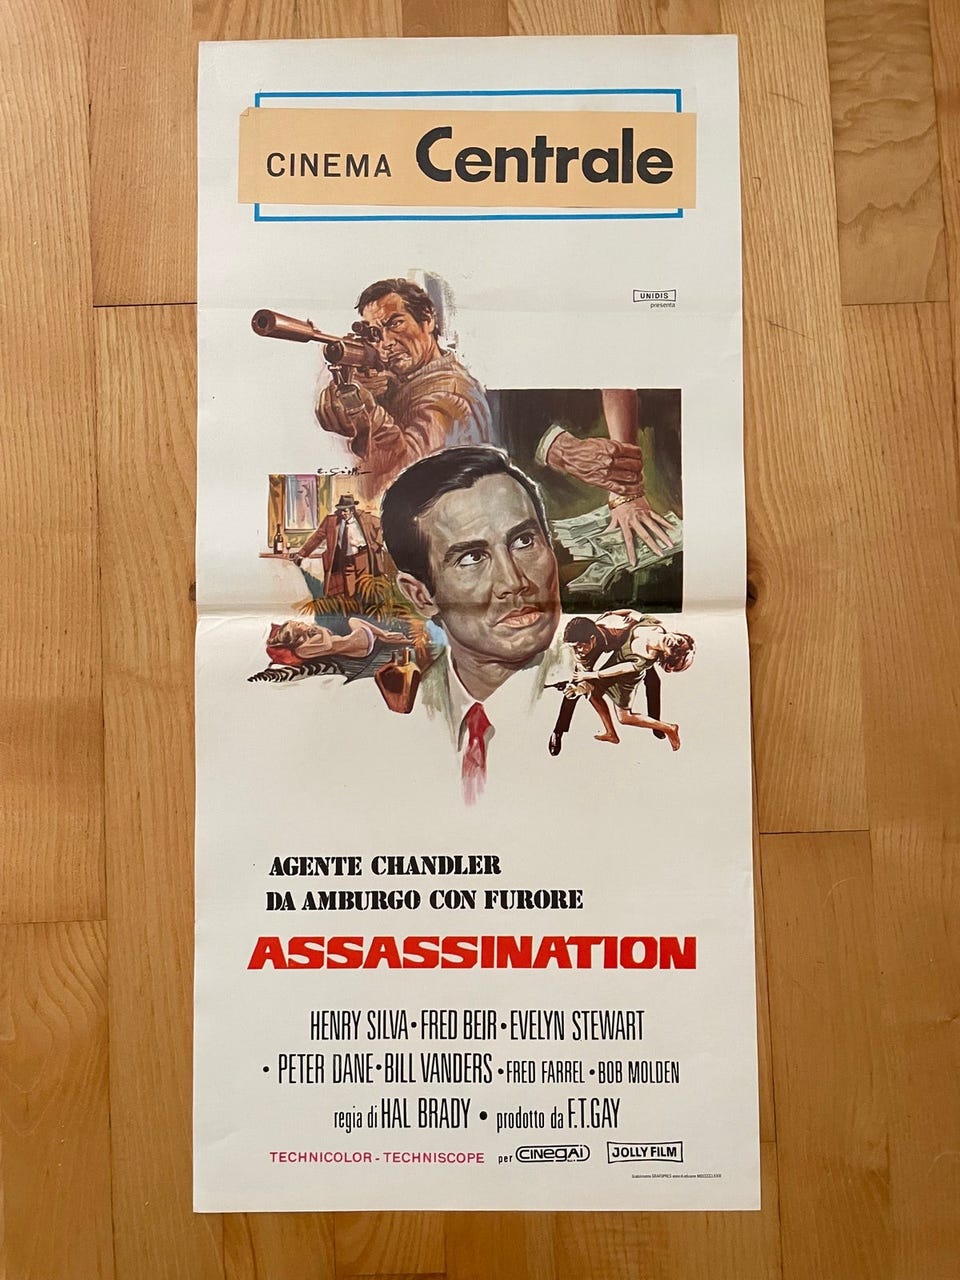 CINEMA Centrale
UNIDIS
presenta
AGENTE CHANDLER
DA AMBURGO CON FURORE
ASSASSINATION
HENRY SILVA • FRED BEIR • EVELYN STEWART
• PETER DANE • BILL VANDERS • FRED FARREL • BOB MOLDEN
regia di HAL BRADY • prodotto da F.T.GAY
TECHNICOLOR - TECHNISCOPE per CINEGAI JOLLY FILM